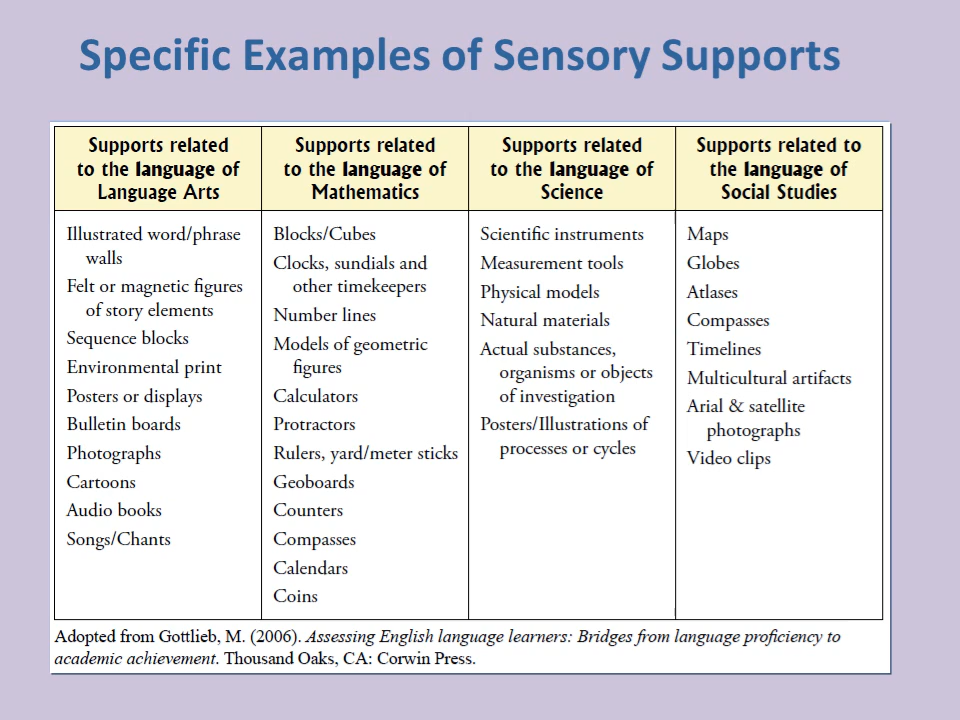 Specific Examples of Sensory Supports
Supports related
to the language of
Language Arts
Illustrated word/phrase
walls
Felt or magnetic figures
of story elements
Sequence blocks
Environmental print
Posters or displays
Bulletin boards
Photographs
Cartoons
Audio books
Songs/Chants
Supports related
to the language of
Mathematics
Blocks/Cubes
Clocks, sundials and
other timekeepers
Number lines
Models of geometric
figures
Calculators
Protractors
Rulers, yard/meter sticks
Geoboards
Counters
Compasses
Calendars
Coins
Supports related
to the language of
Science
Scientific instruments
Measurement tools
Physical models
Natural materials
Actual substances,
organisms or objects
of investigation
Posters/Illustrations of
processes or cycles
Supports related to
the language of
Social Studies
Maps
Globes
Atlases
Compasses
Timelines
Multicultural artifacts
Arial & satellite
photographs
Video clips
Adopted from Gottlieb, M. (2006). Assessing English language learners: Bridges from language proficiency to
academic achievement. Thousand Oaks, CA: Corwin Press.